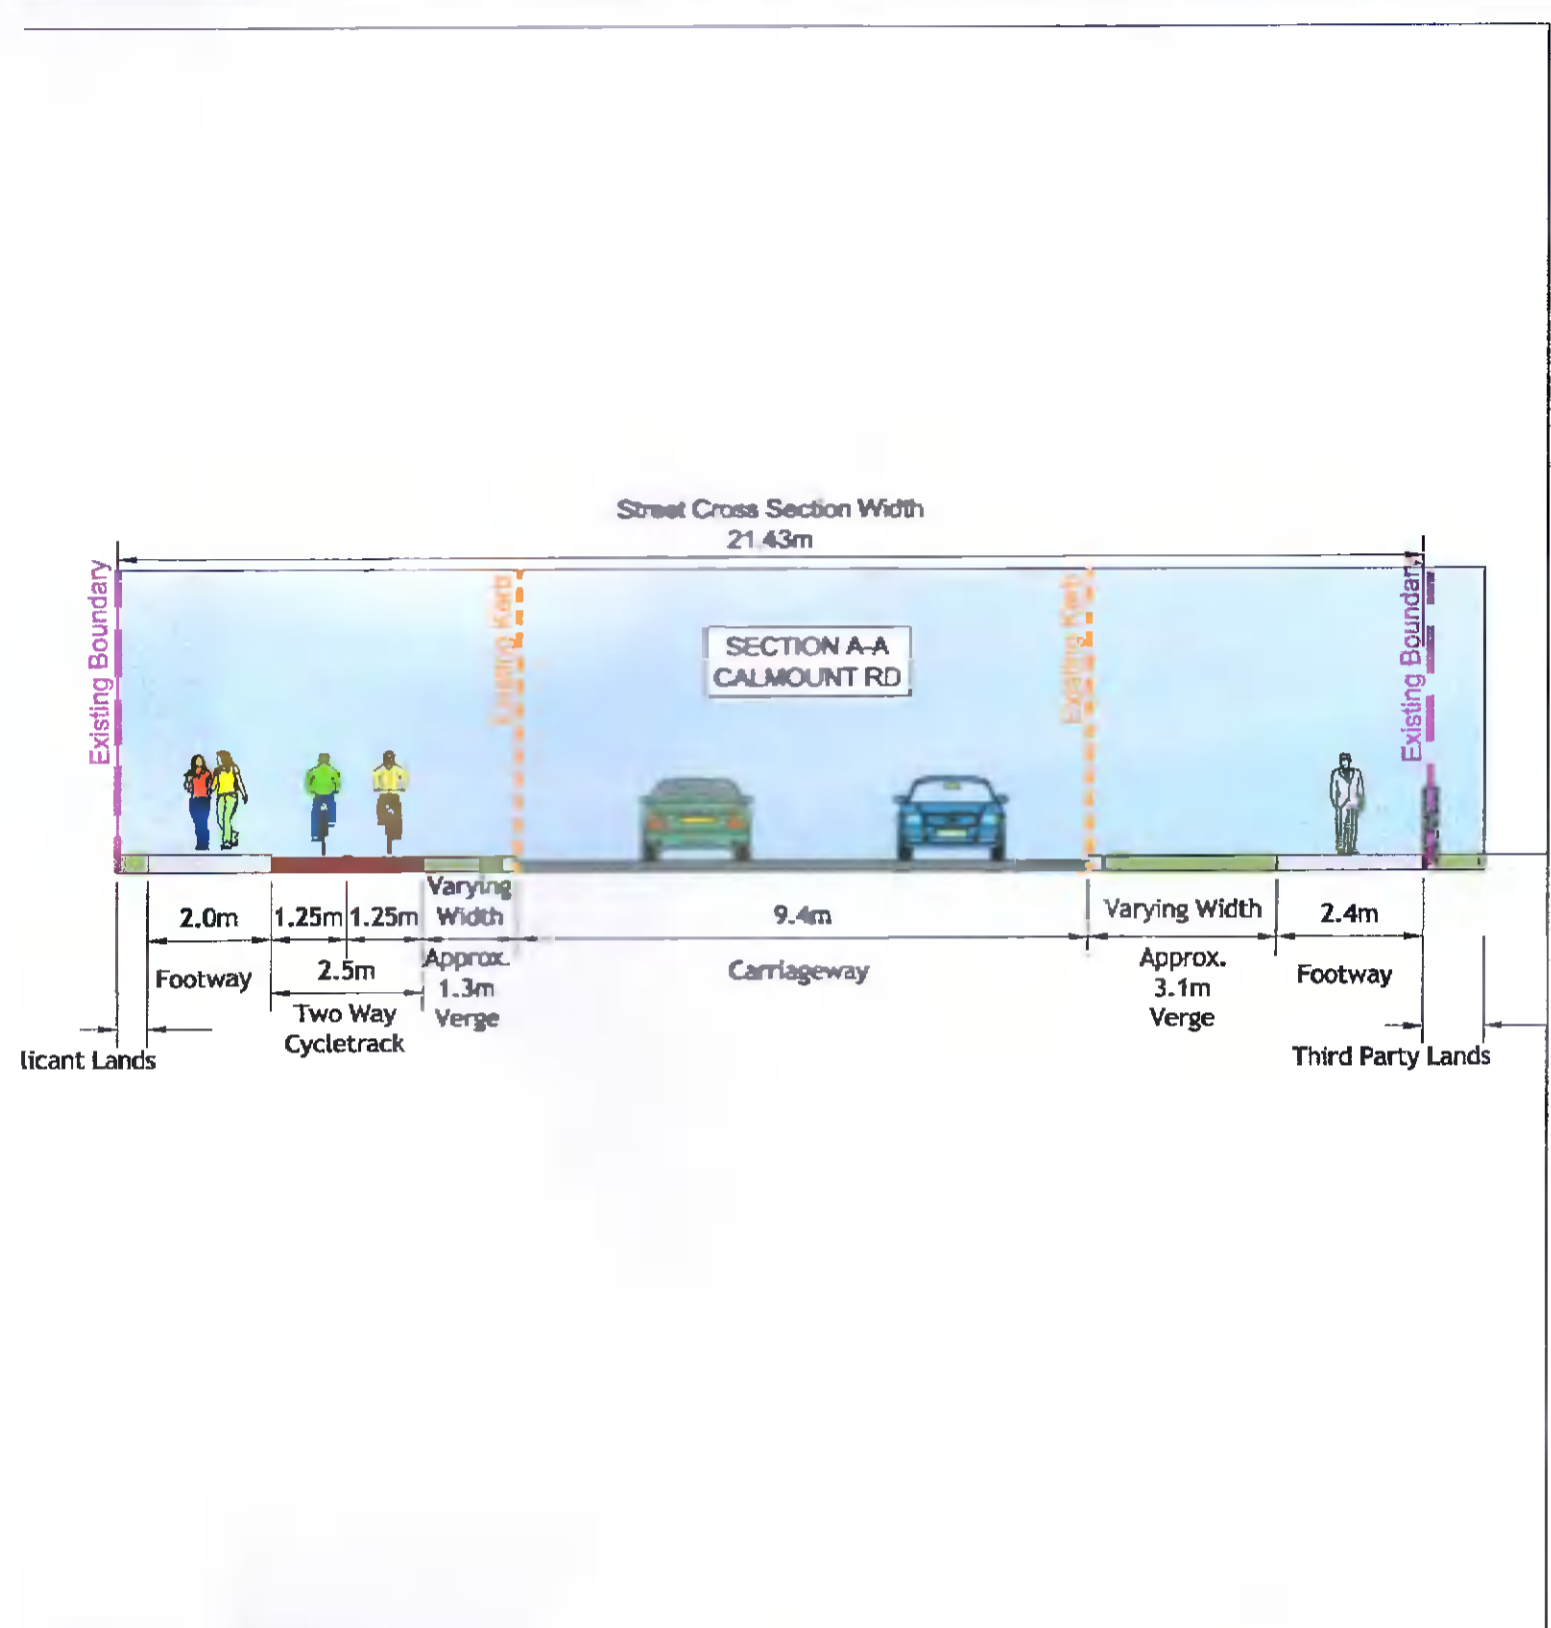 Street Cross Section Width
21.43m
Existing Boundary
Existing Kerb
SECTION A-A
CALMOUNT RD
Existing Kerb
Existing Boundary
2.0m
1.25m
1.25m
Varying
Width
9.4m
Varying Width
2.4m
Footway
2.5m
Approx.
1.3m
Verge
Carriageway
Approx.
3.1m
Verge
Footway
Two Way
Cycletrack
licant Lands
Third Party Lands